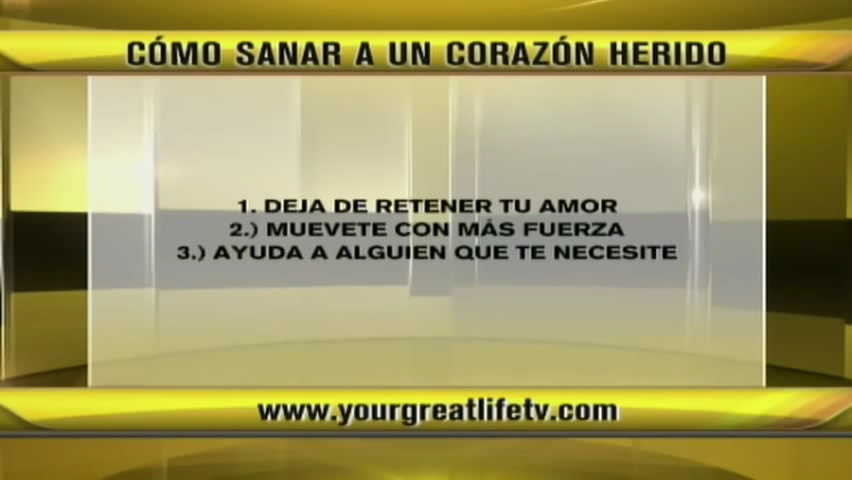 CÓMO SANAR A UN CORAZÓN HERIDO
1. DEJA DE RETENER TU AMOR
2.) MUEVETE CON MÁS FUERZA
3.) AYUDA A ALGUIEN QUE TE NECESITE
www.yourgreatlifetv.com